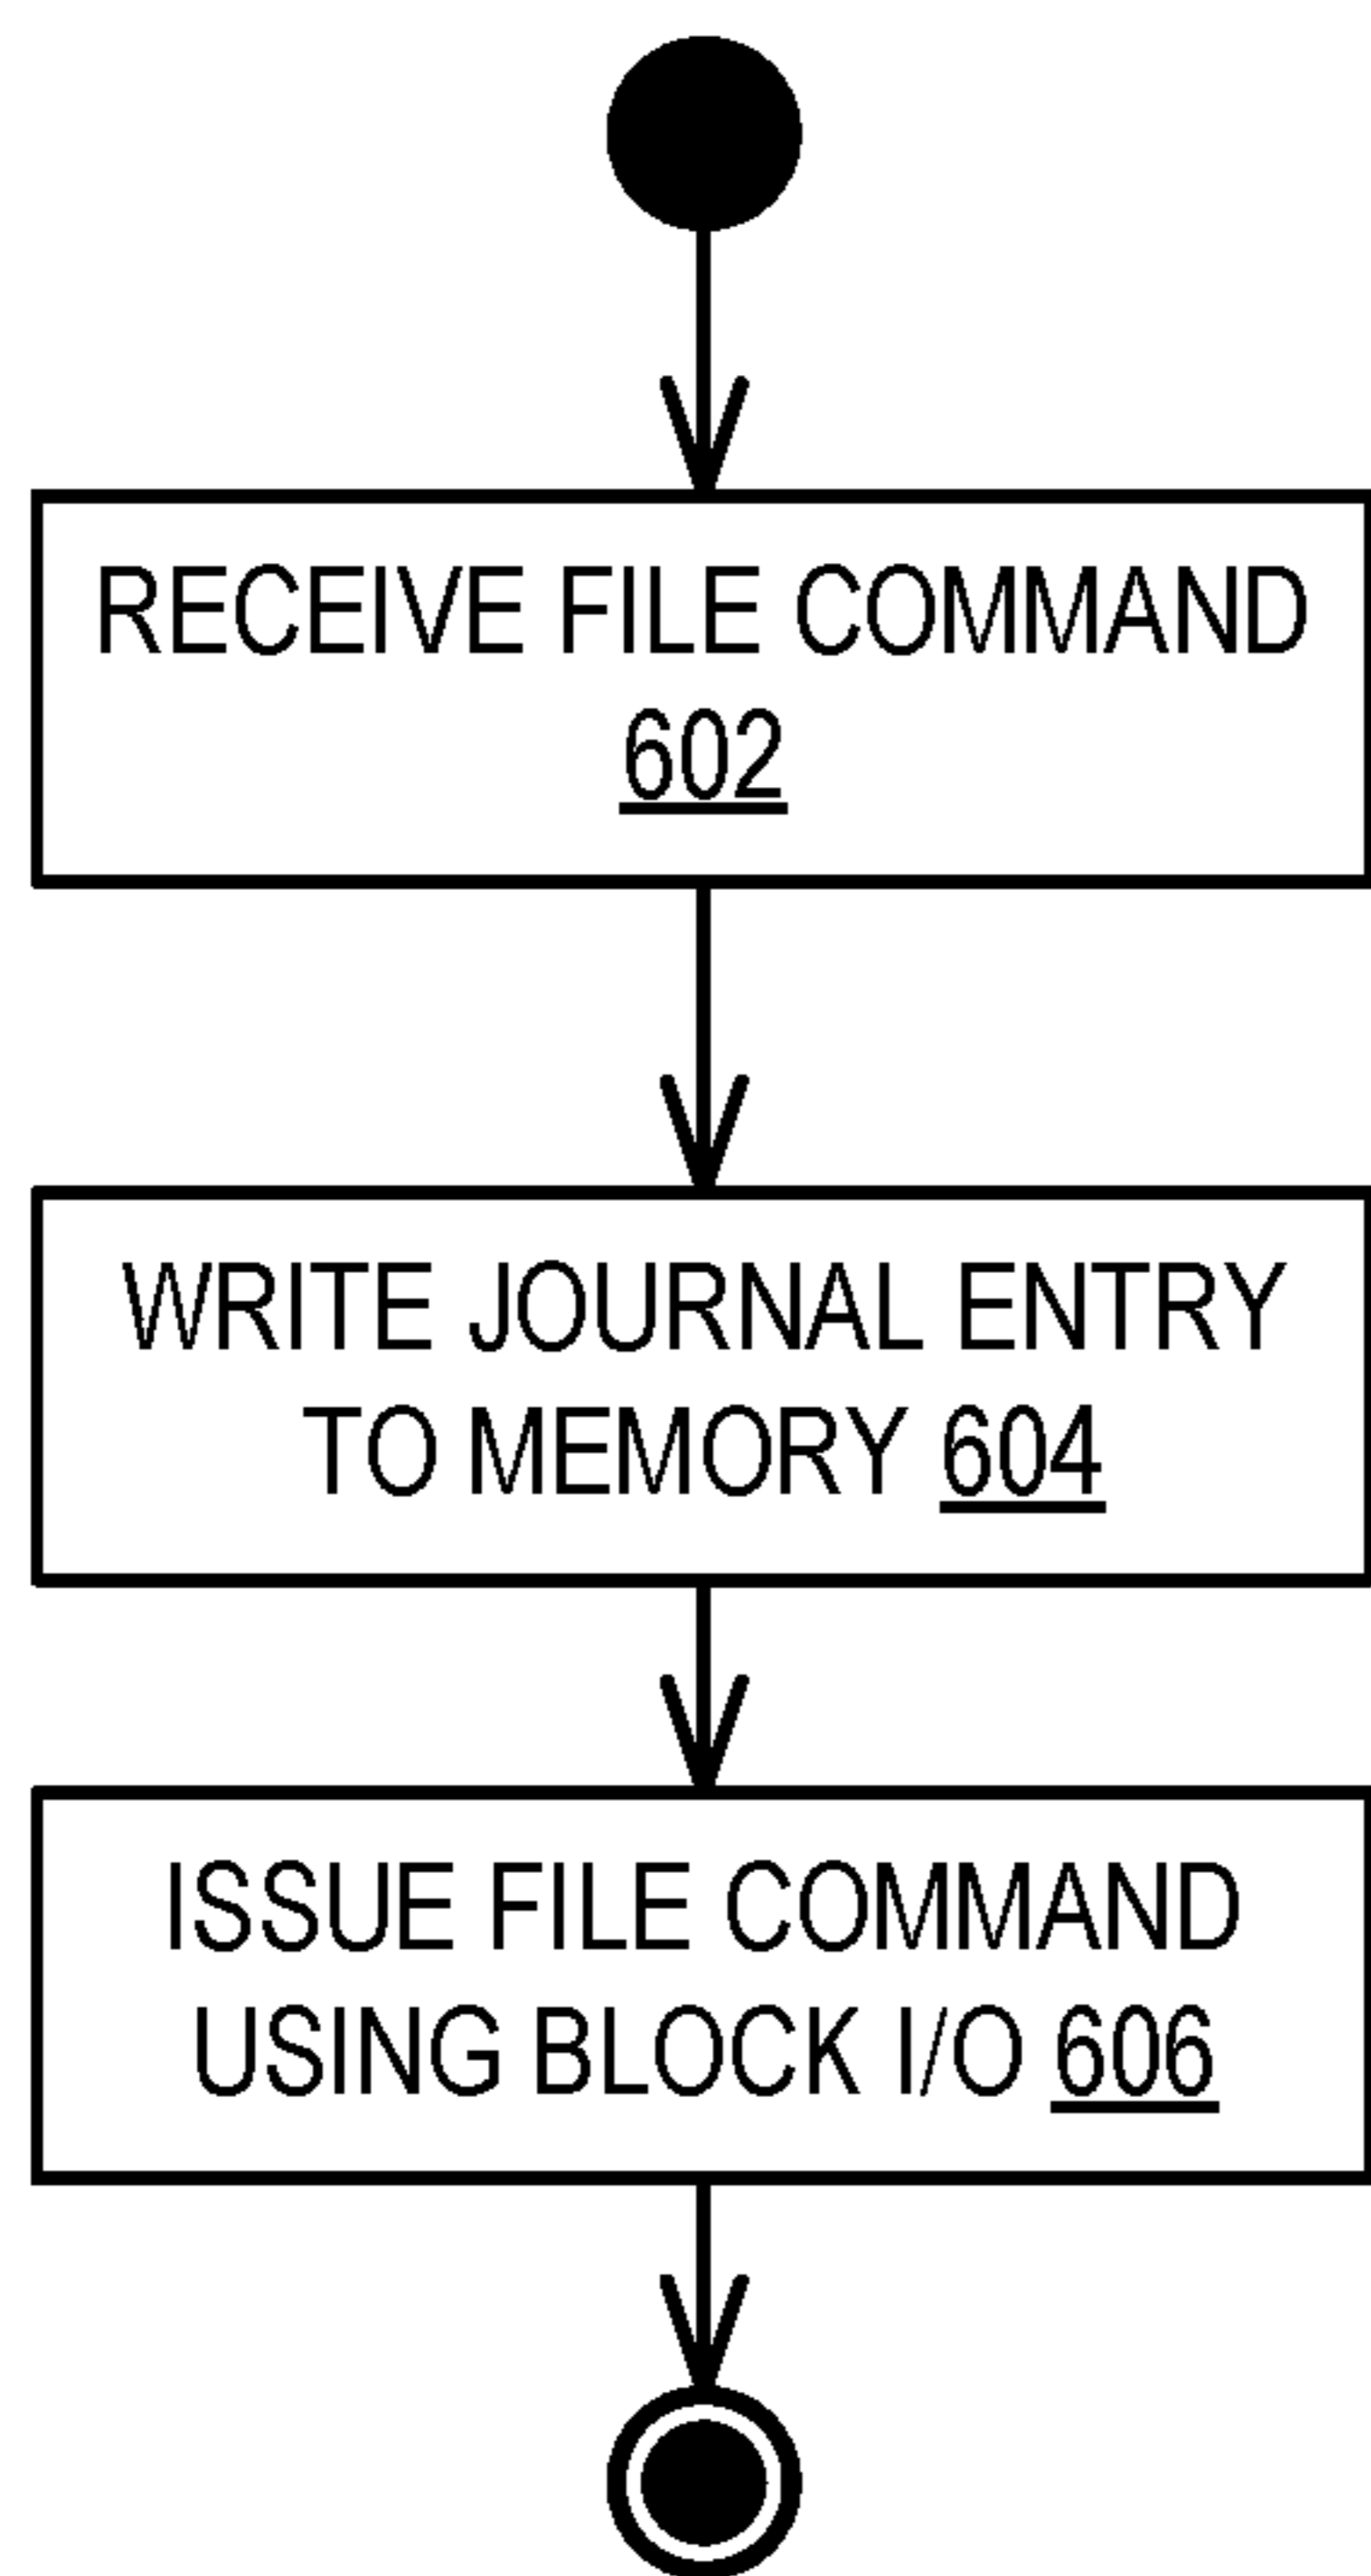 RECEIVE FILE COMMAND
602
WRITE JOURNAL ENTRY
TO MEMORY 604
ISSUE FILE COMMAND
USING BLOCK I/O 606